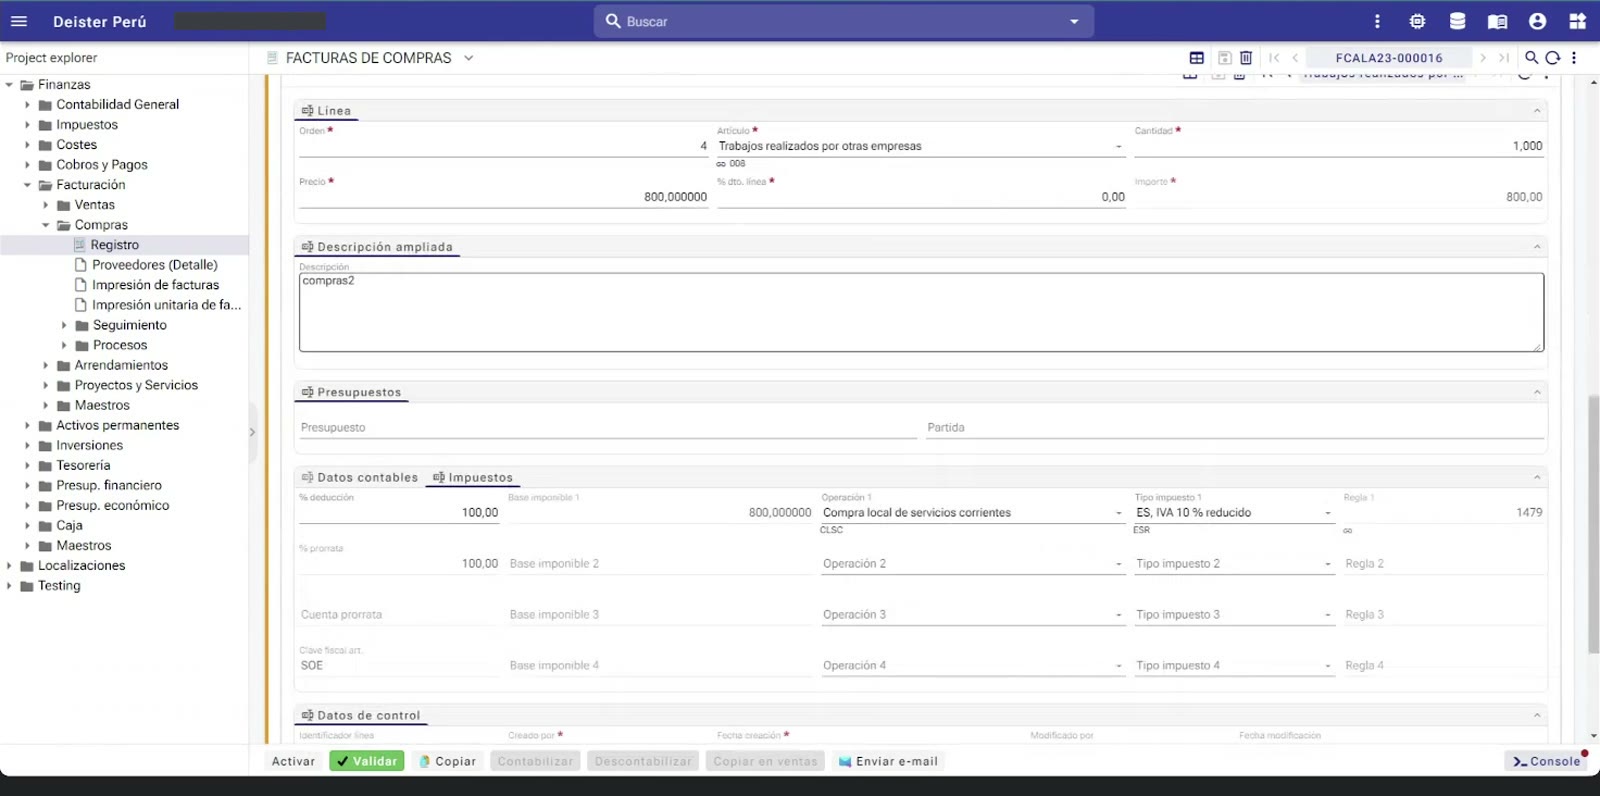 Deister Perú
Buscar
Project explorer
FACTURAS DE COMPRAS
FCALA23-000016
Finanzas
Contabilidad General
Impuestos
Costes
Cobros y Pagos
Facturación
Ventas
Compras
Registro
Proveedores (Detalle)
Impresión de facturas
Impresión unitaria de fa...
Seguimiento
Procesos
Arrendamientos
Proyectos y Servicios
Maestros
Activos permanentes
Inversiones
Tesorería
Presup. financiero
Presup. económico
Caja
Maestros
Localizaciones
Testing
Trabajos realizados por ...
Línea
Orden * Artículo * Cantidad *
4 Trabajos realizados por otras empresas 1,000
008
Precio * % dto. línea * Importe *
800,000000 0,00 800,00
Descripción ampliada
Descripción
compras2
Presupuestos
Presupuesto Partida
Datos contables Impuestos
% deducción Base imponible 1 Operación 1 Tipo impuesto 1 Regla 1
100,00 800,000000 Compra local de servicios corrientes ES, IVA 10 % reducido 1479
CLSC ESR
% prorrata
100,00 Base imponible 2 Operación 2 Tipo impuesto 2 Regla 2
Cuenta prorrata Base imponible 3 Operación 3 Tipo impuesto 3 Regla 3
Clave fiscal art.
SOE Base imponible 4 Operación 4 Tipo impuesto 4 Regla 4
Datos de control
Identificador línea Creado por * Fecha creación * Modificado por Fecha modificación
Activar Validar Copiar Contabilizar Descontabilizar Copiar en ventas Enviar e-mail Console